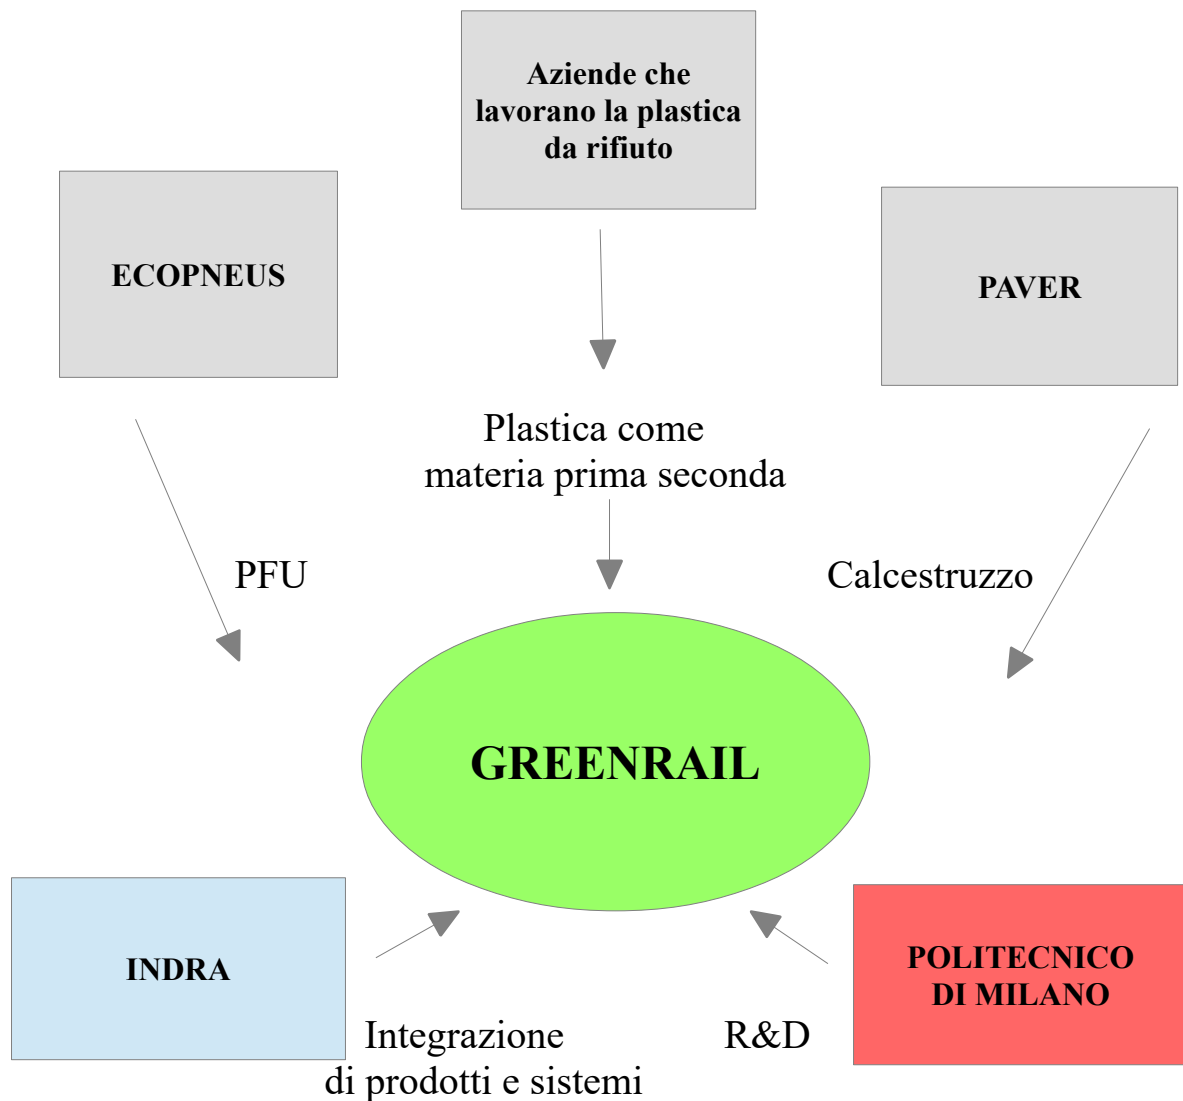 Aziende che
lavorano la plastica
da rifiuto
ECOPNEUS
PAVER
Plastica come
materia prima seconda
PFU
Calcestruzzo
GREENRAIL
INDRA
POLITECNICO
DI MILANO
Integrazione
di prodotti e sistemi
R&D